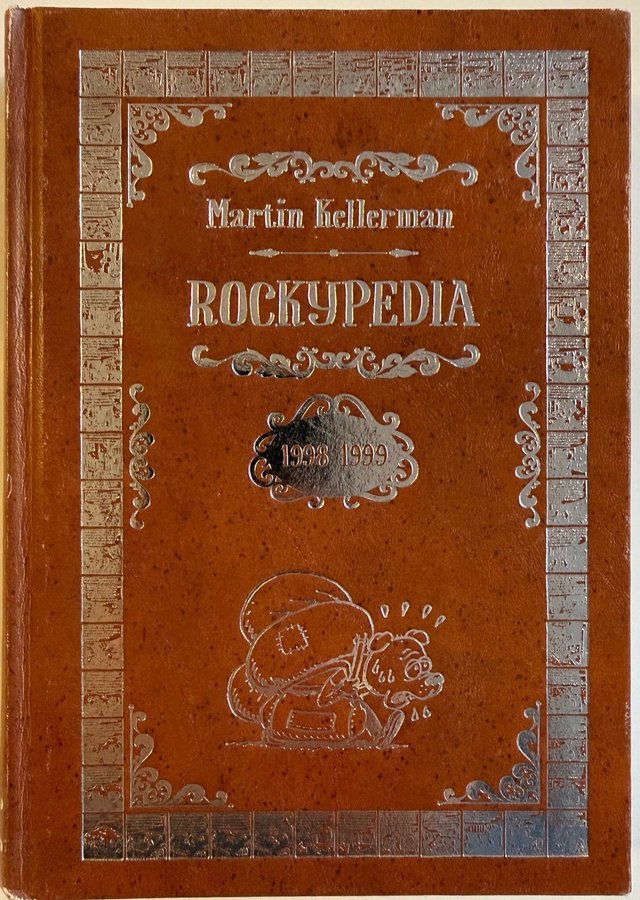 Martin Kellerman
ROCKYPEDIA
1998 1999